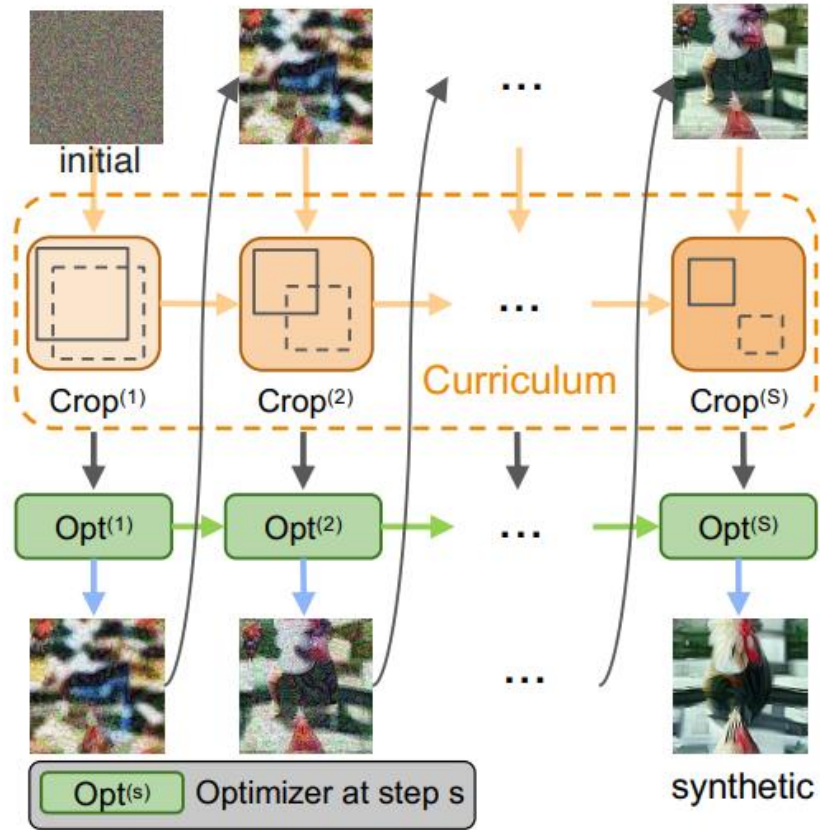 initial
...
...
Crop⁽¹⁾
Crop⁽²⁾
Curriculum
Crop⁽ˢ⁾
Opt⁽¹⁾
Opt⁽²⁾
...
Opt⁽ˢ⁾
...
synthetic
Opt⁽ˢ⁾ Optimizer at step s